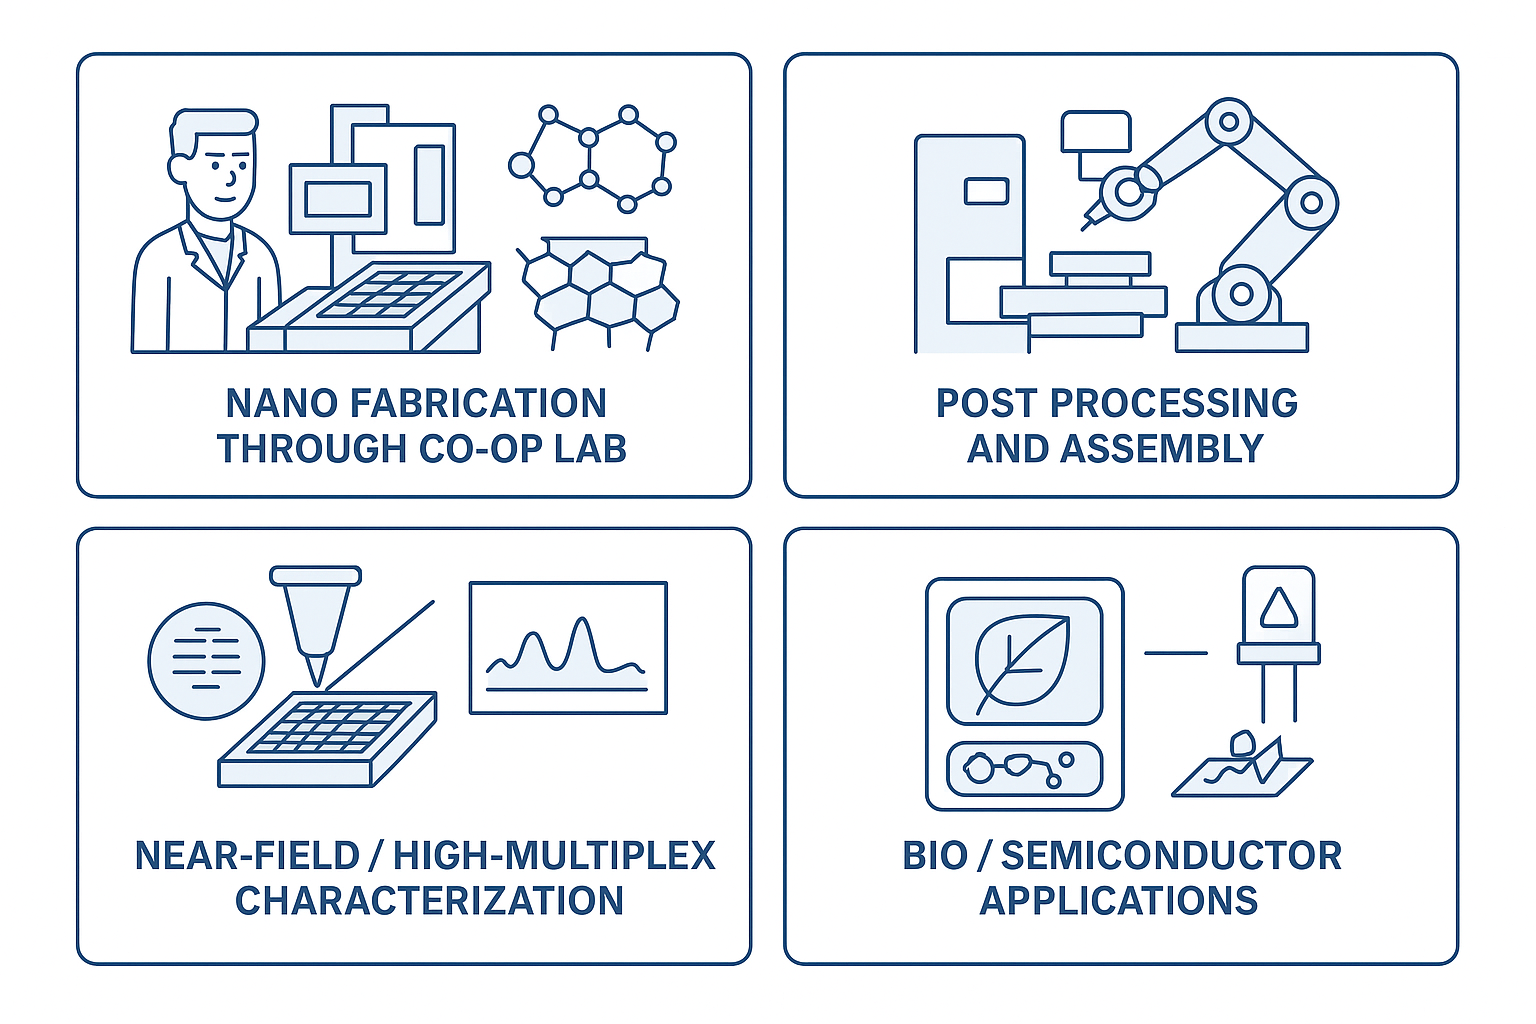 NANO FABRICATION
THROUGH CO-OP LAB
POST PROCESSING
AND ASSEMBLY
NEAR-FIELD / HIGH-MULTIPLEX
CHARACTERIZATION
BIO / SEMICONDUCTOR
APPLICATIONS